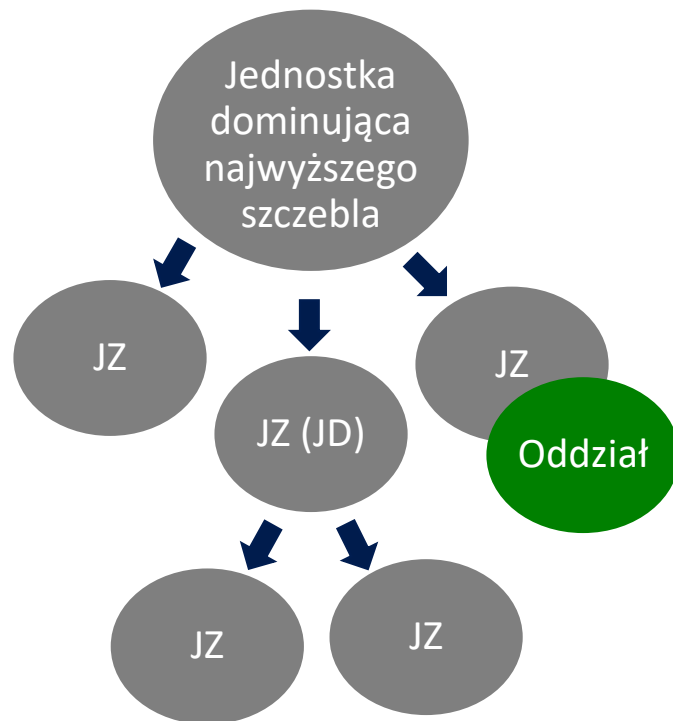 Jednostka
dominująca
najwyższego
szczebla
JZ
JZ
JZ (JD)
Oddział
JZ
JZ